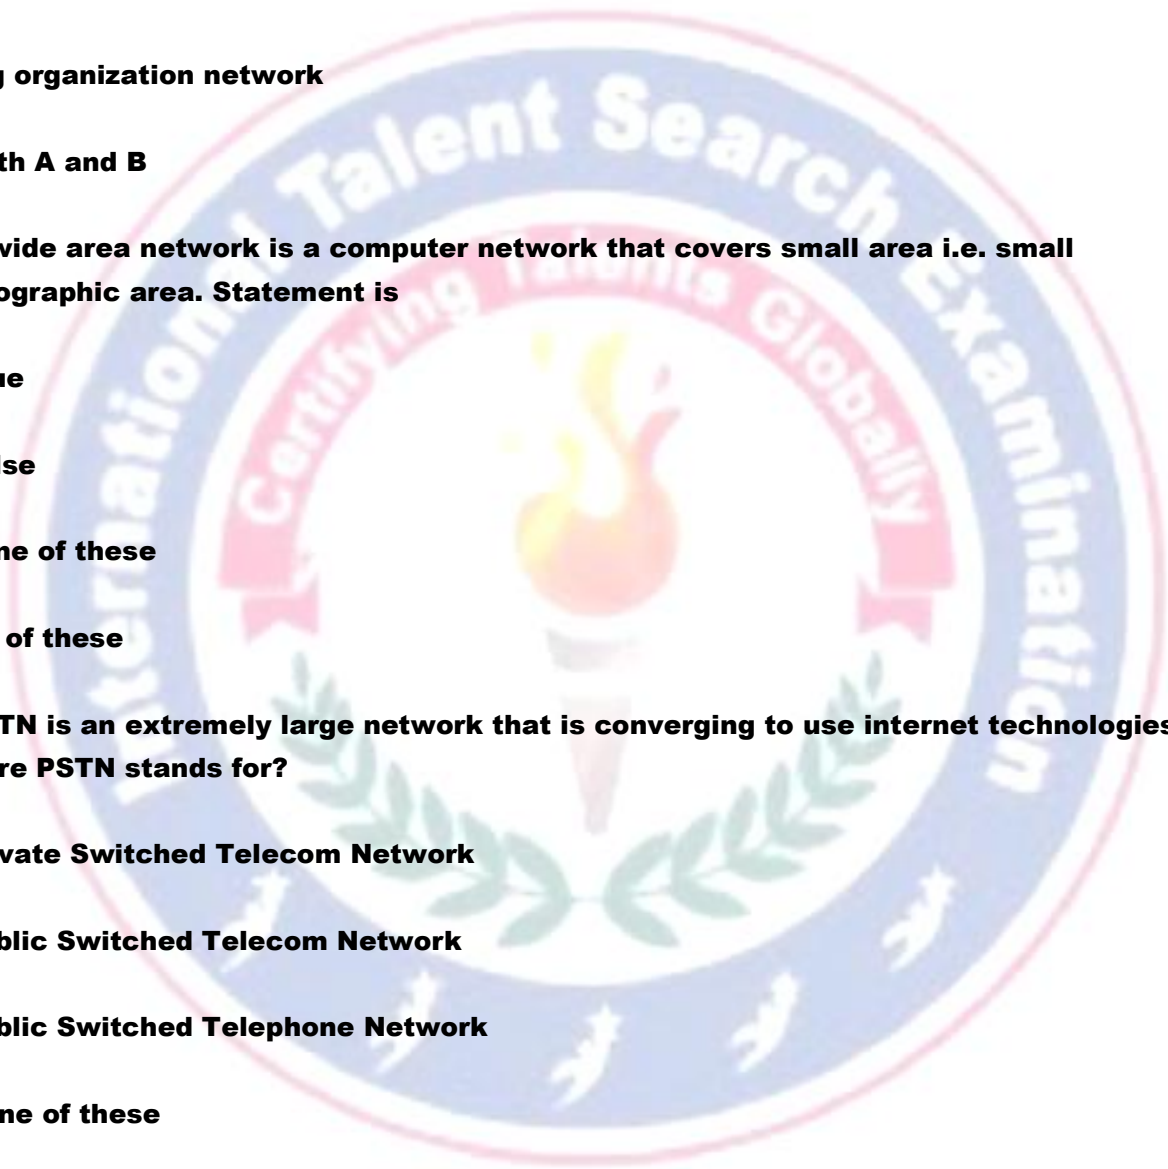 g organization network
th A and B
vide area network is a computer network that covers small area i.e. small
ographic area. Statement is
ue
lse
ne of these
of these
TN is an extremely large network that is converging to use internet technologies
re PSTN stands for?
vate Switched Telecom Network
blic Switched Telecom Network
blic Switched Telephone Network
ne of these
International Talent Search Examination
Certifying Talents Globally